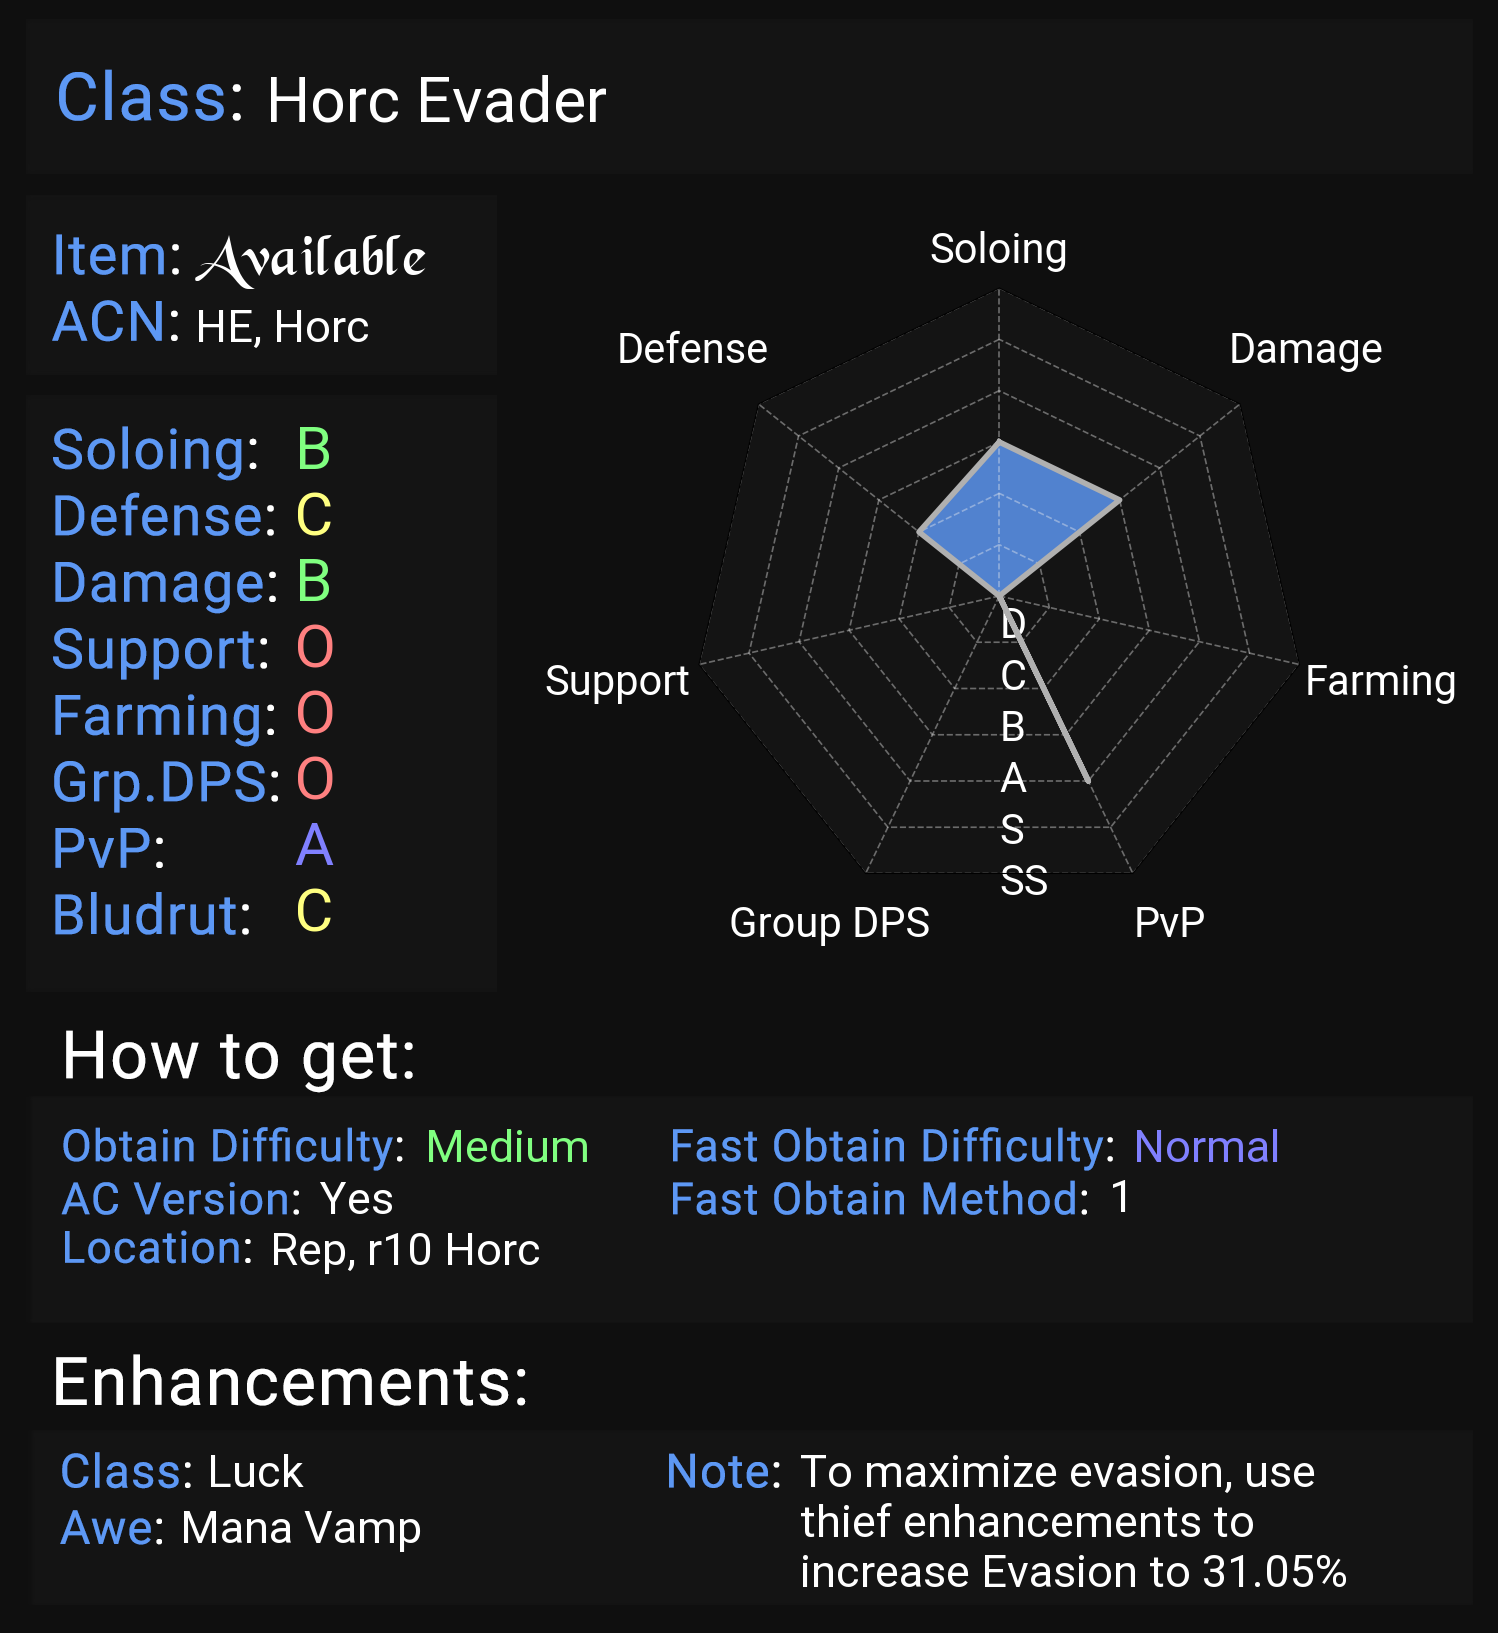 Class: Horc Evader
Item: Available
ACN: HE, Horc
Soloing: B
Defense: C
Damage: B
Support: O
Farming: O
Grp.DPS: O
PvP: A
Bludrut: C
Soloing
Defense
Damage
Support
Farming
Group DPS
PvP
D
C
B
A
S
SS
How to get:
Obtain Difficulty: Medium
AC Version: Yes
Location: Rep, r10 Horc
Fast Obtain Difficulty: Normal
Fast Obtain Method: 1
Enhancements:
Class: Luck
Awe: Mana Vamp
Note: To maximize evasion, use
thief enhancements to
increase Evasion to 31.05%